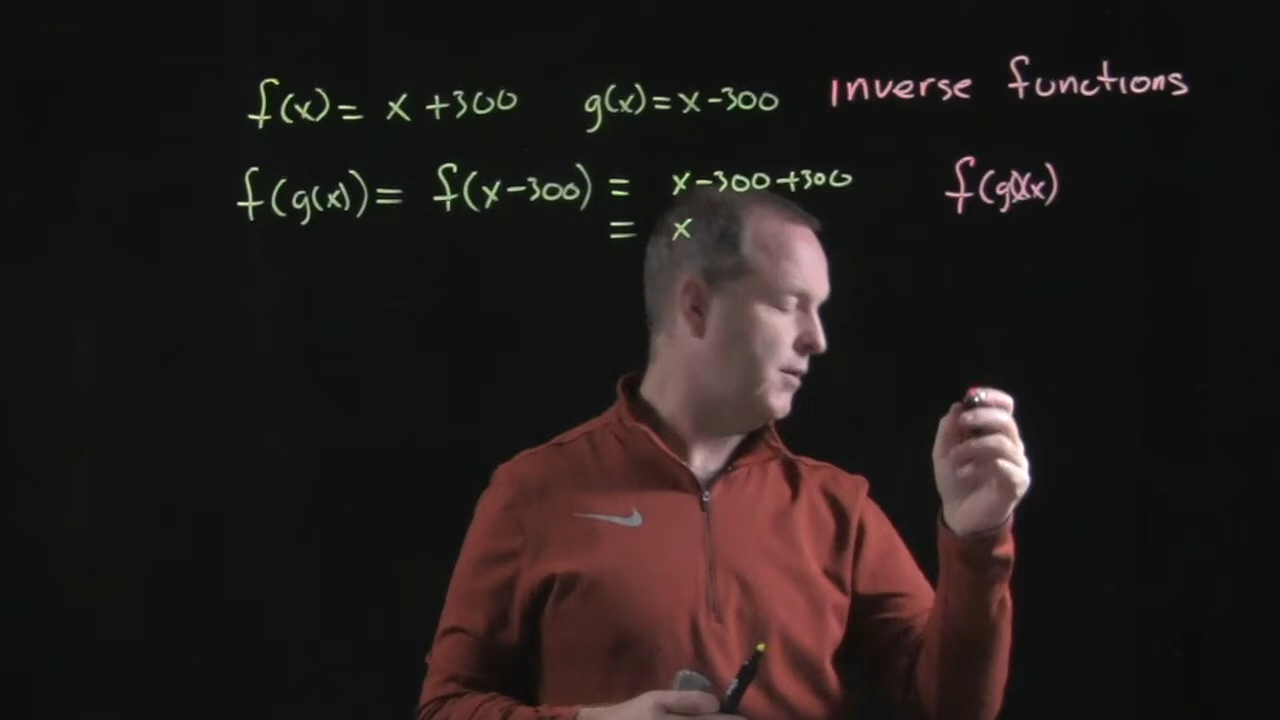 f(x) = x + 300 g(x) = x - 300 inverse functions
f(g(x)) = f(x - 300) = x - 300 + 300
= x